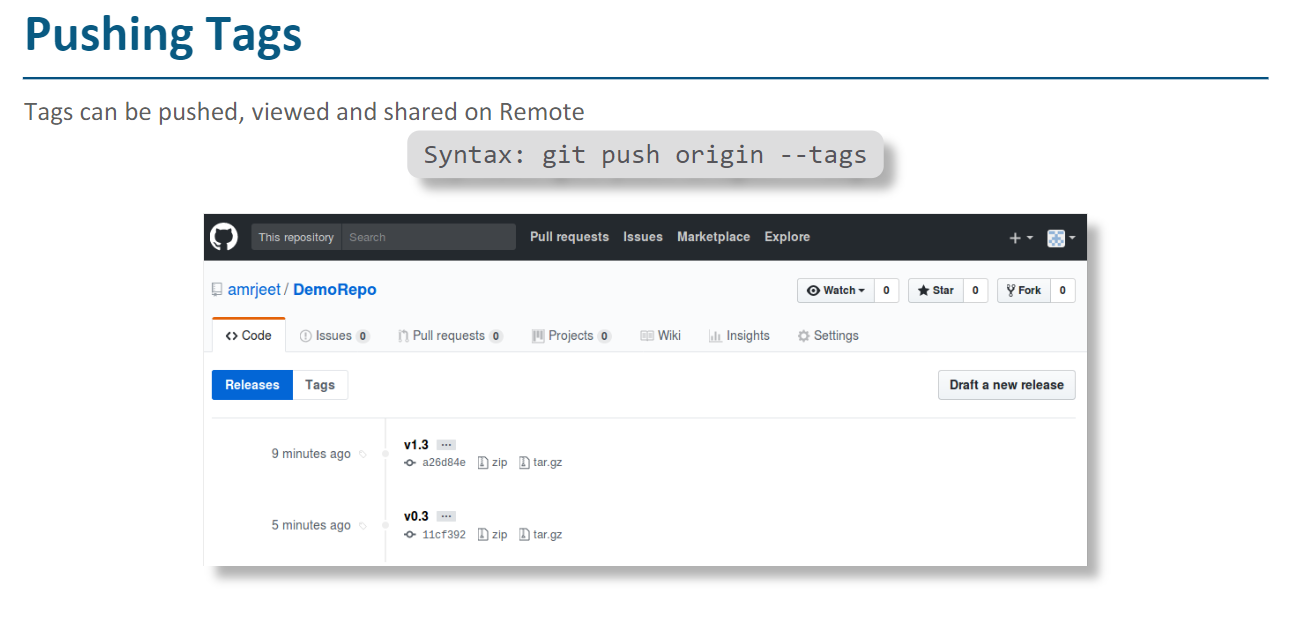 Pushing Tags
Tags can be pushed, viewed and shared on Remote
Syntax: git push origin --tags
This repository Search Pull requests Issues Marketplace Explore
amrjeet / DemoRepo Watch 0 Star 0 Fork 0
Code Issues 0 Pull requests 0 Projects 0 Wiki Insights Settings
Releases Tags Draft a new release
9 minutes ago v1.3 ...
a26d84e zip tar.gz
5 minutes ago v0.3 ...
11cf392 zip tar.gz